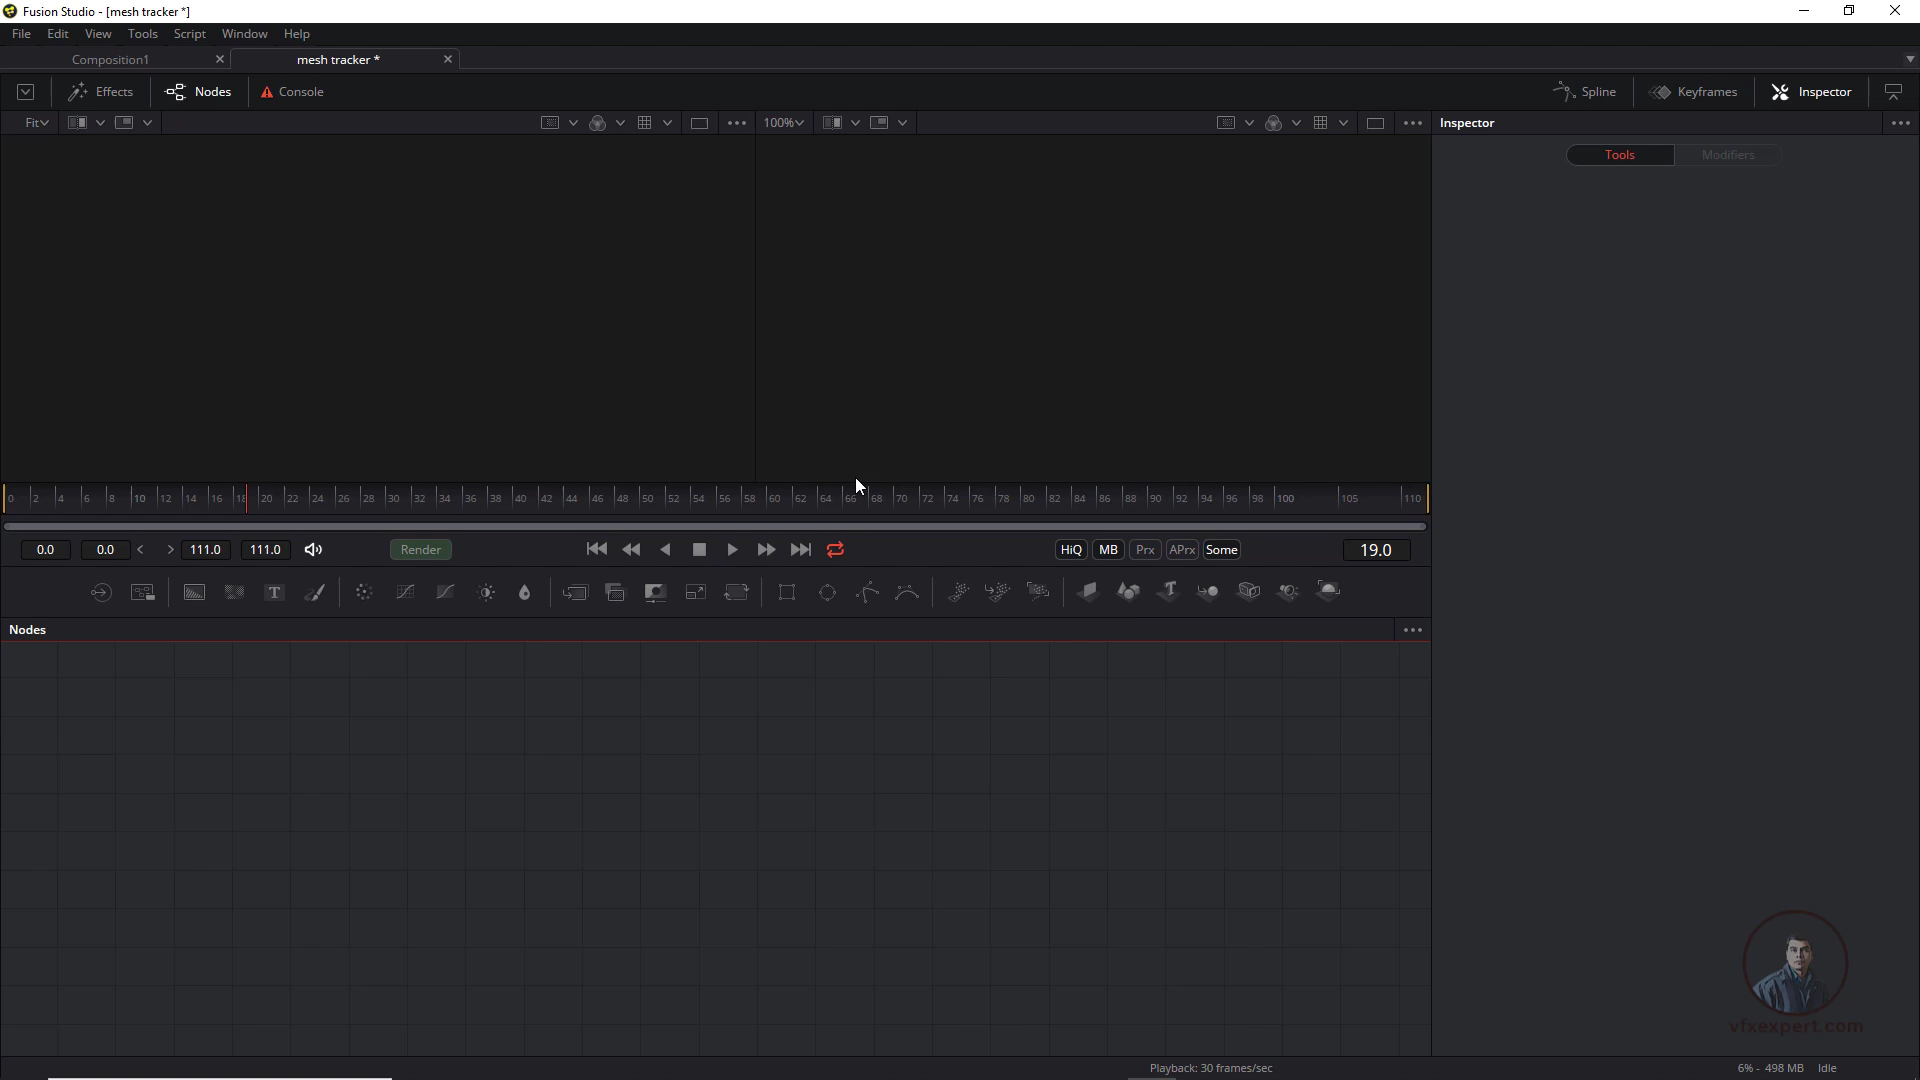 Fusion Studio - [mesh tracker *]
File Edit View Tools Script Window Help
Composition1 mesh tracker *
Effects Nodes Console Spline Keyframes Inspector
Fit 100% Inspector
Tools Modifiers
0 2 4 6 8 10 12 14 16 18 20 22 24 26 28 30 32 34 36 38 40 42 44 46 48 50 52 54 56 58 60 62 64 66 68 70 72 74 76 78 80 82 84 86 88 90 92 94 96 98 100 105 110
0.0 0.0 < > 111.0 111.0 Render HiQ MB Prx APrx Some 19.0
T T
Nodes
vfxexpert.com
Playback: 30 frames/sec 6% - 498 MB Idle